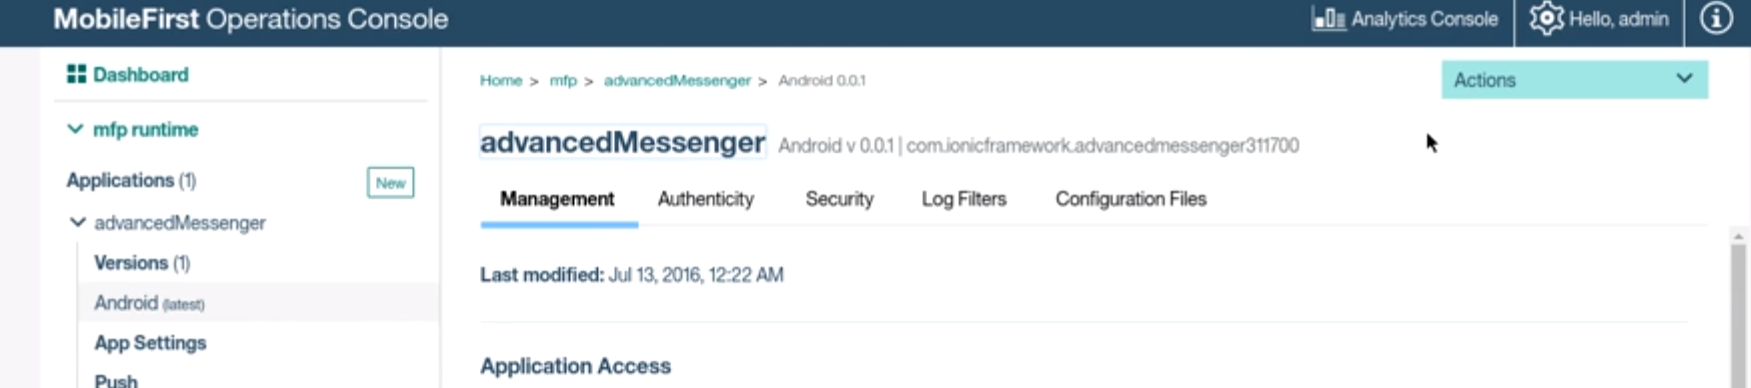 MobileFirst Operations Console
Analytics Console
Hello, admin
Dashboard
mfp runtime
Applications (1)
New
advancedMessenger
Versions (1)
Android (latest)
App Settings
Push
Home > mfp > advancedMessenger > Android 0.0.1
Actions
advancedMessenger Android v 0.0.1 | com.ionicframework.advancedmessenger311700
Management Authenticity Security Log Filters Configuration Files
Last modified: Jul 13, 2016, 12:22 AM
Application Access